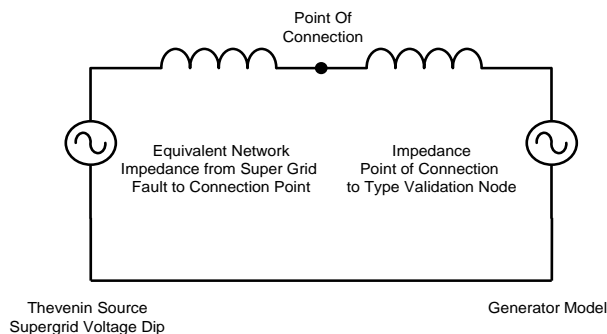 Point Of
Connection
Equivalent Network
Impedance from Super Grid
Fault to Connection Point
Impedance
Point of Connection
to Type Validation Node
Thevenin Source
Supergrid Voltage Dip
Generator Model